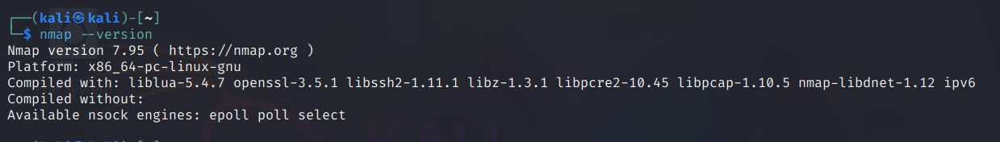 ┌──(kali㉿kali)-[~]
└─$ nmap --version
Nmap version 7.95 ( https://nmap.org )
Platform: x86_64-pc-linux-gnu
Compiled with: liblua-5.4.7 openssl-3.5.1 libssh2-1.11.1 libz-1.3.1 libpcre2-10.45 libpcap-1.10.5 nmap-libdnet-1.12 ipv6
Compiled without:
Available nsock engines: epoll poll select